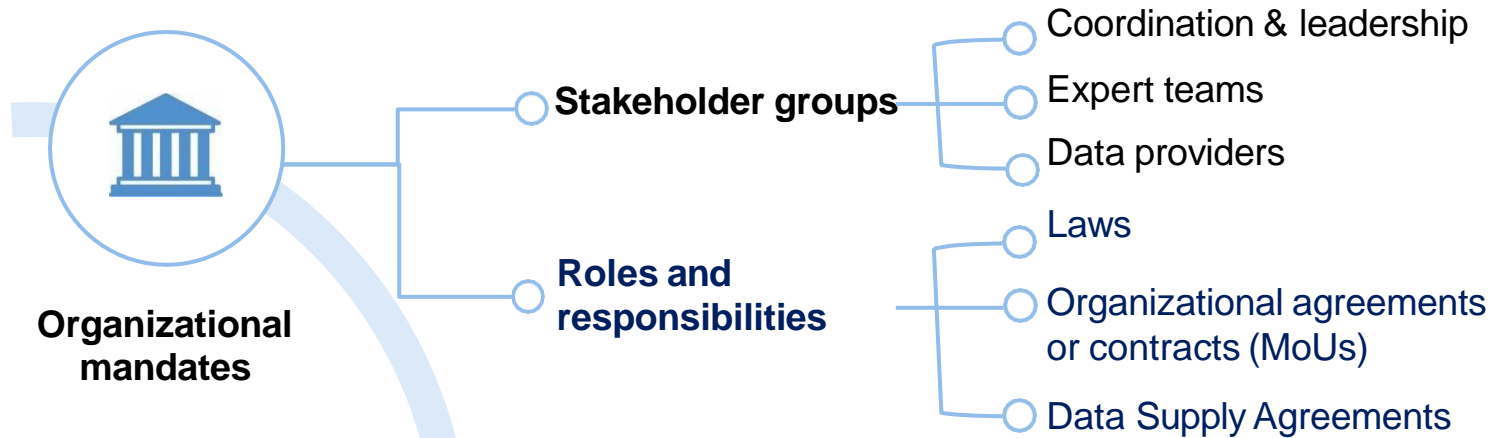 Organizational
mandates
Stakeholder groups
Coordination & leadership
Expert teams
Data providers
Roles and
responsibilities
Laws
Organizational agreements
or contracts (MoUs)
Data Supply Agreements